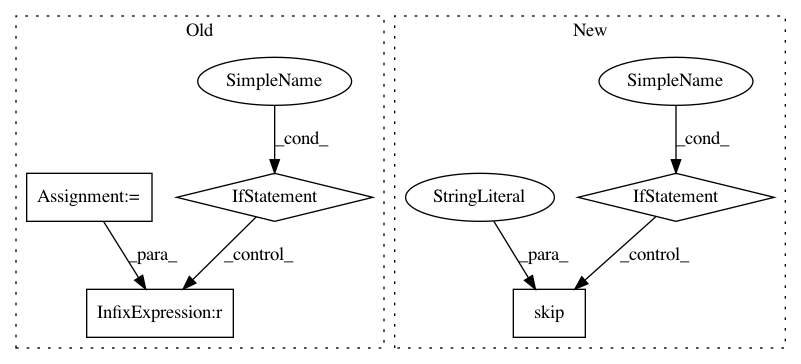 Old
New
SimpleName
SimpleName
_cond_
_cond_
Assignment:=
IfStatement
StringLiteral
IfStatement
_para_
_control_
_para_
_control_
InfixExpression:r
skip